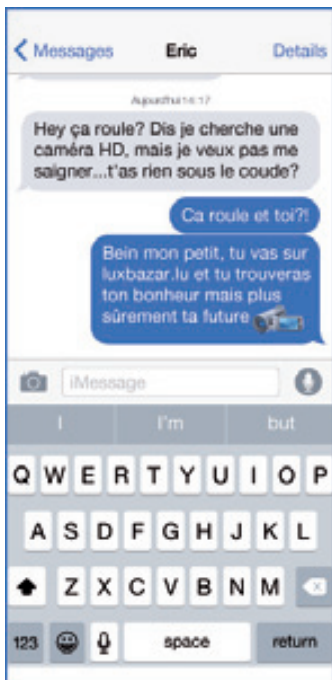 Messages Eric Details
Aujourd'hui 14:17
Hey ça roule? Dis je cherche une
caméra HD, mais je veux pas me
saigner...t'as rien sous le coude?
Ca roule et toi?!
Bein mon petit, tu vas sur
luxbazar.lu et tu trouveras
ton bonheur mais plus
sûrement ta future
iMessage
I I'm but
Q W E R T Y U I O P
A S D F G H J K L
Z X C V B N M
123 space return